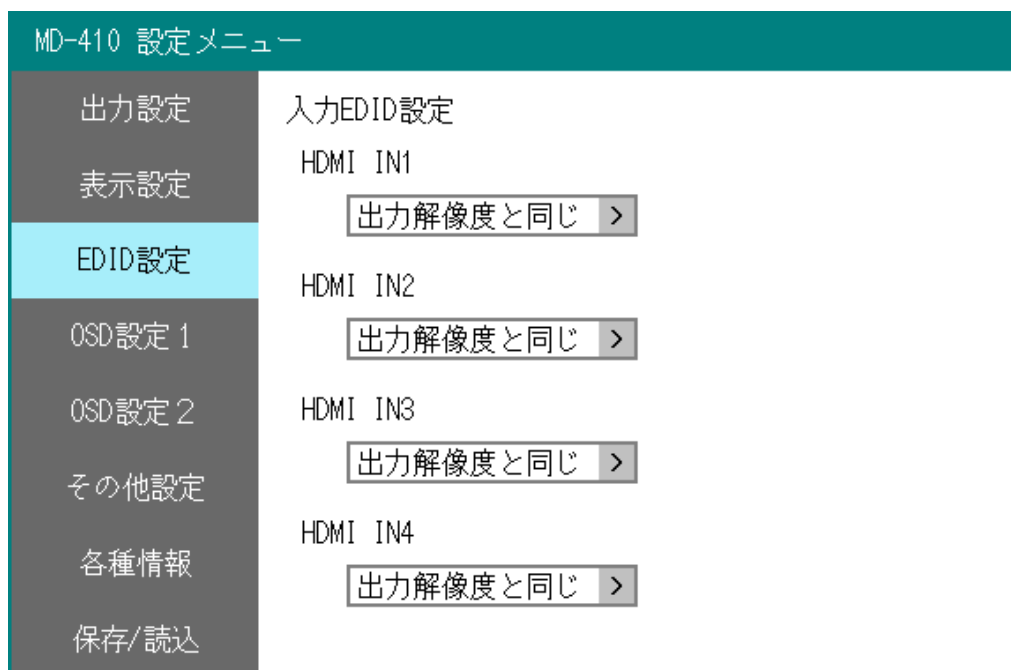 MD-410 設定メニュー
出力設定
表示設定
EDID設定
OSD設定1
OSD設定2
その他設定
各種情報
保存/読込
入力EDID設定
HDMI IN1
出力解像度と同じ >
HDMI IN2
出力解像度と同じ >
HDMI IN3
出力解像度と同じ >
HDMI IN4
出力解像度と同じ >